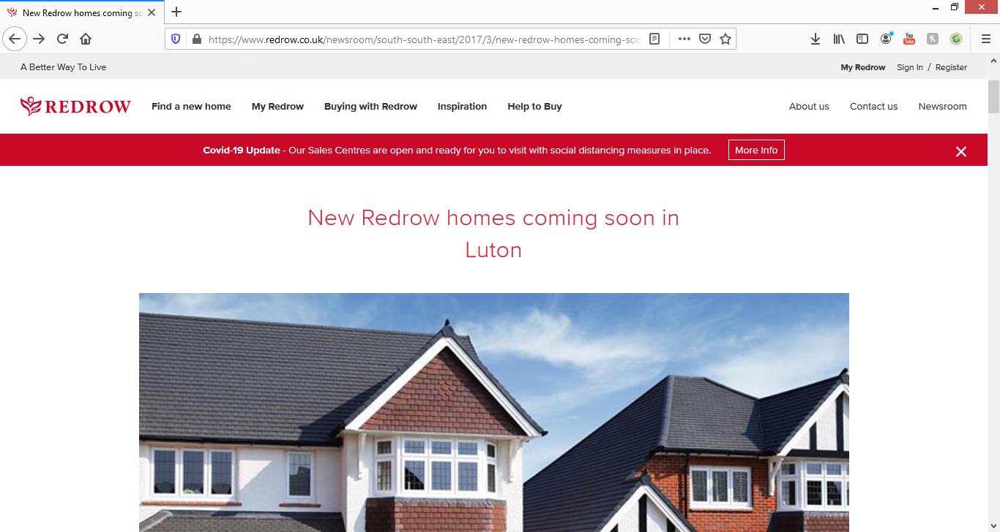 New Redrow homes coming so
https://www.redrow.co.uk/newsroom/south-south-east/2017/3/new-redrow-homes-coming-soo
You
Tube
A Better Way To Live
My Redrow Sign In / Register
REDROW Find a new home My Redrow Buying with Redrow Inspiration Help to Buy About us Contact us Newsroom
Covid-19 Update - Our Sales Centres are open and ready for you to visit with social distancing measures in place. More Info
New Redrow homes coming soon in
Luton